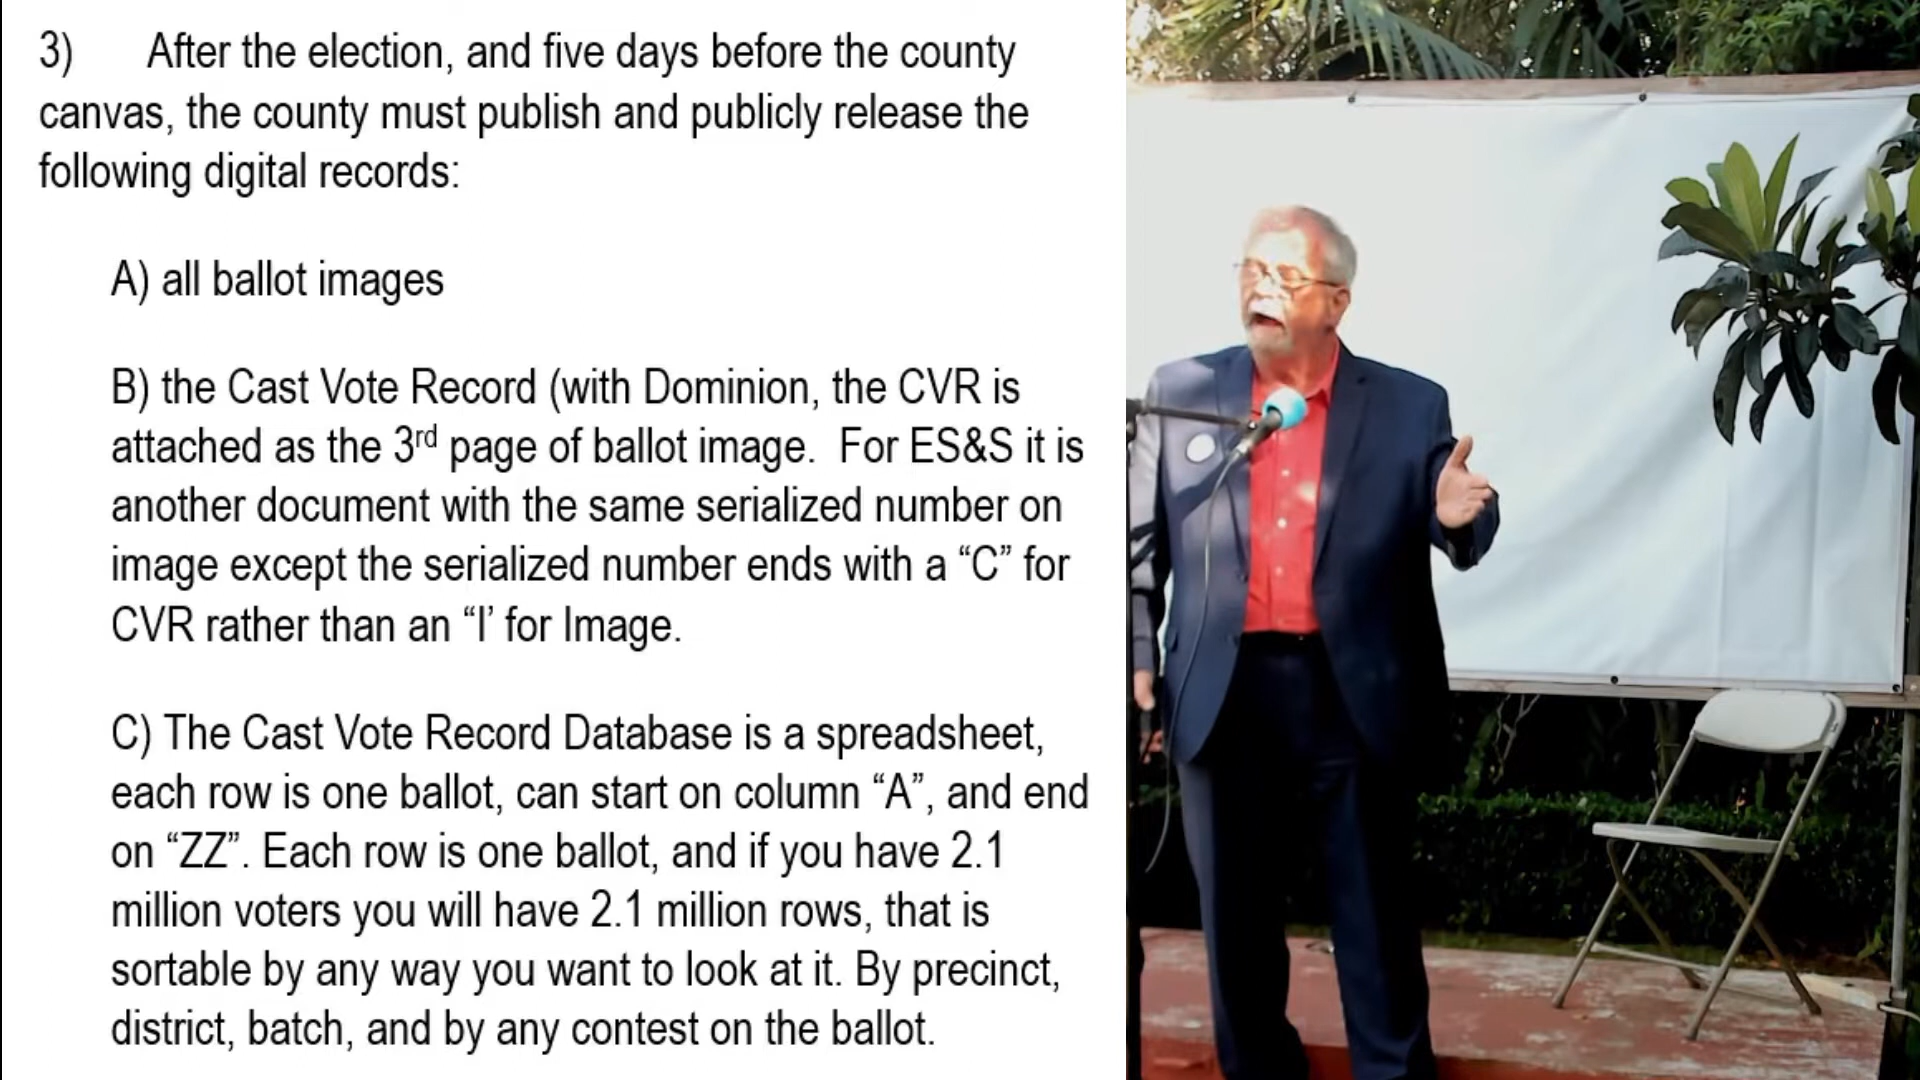 3) After the election, and five days before the county
canvas, the county must publish and publicly release the
following digital records:
A) all ballot images
B) the Cast Vote Record (with Dominion, the CVR is
attached as the 3rd page of ballot image. For ES&S it is
another document with the same serialized number on
image except the serialized number ends with a “C” for
CVR rather than an “I’ for Image.
C) The Cast Vote Record Database is a spreadsheet,
each row is one ballot, can start on column “A”, and end
on “ZZ”. Each row is one ballot, and if you have 2.1
million voters you will have 2.1 million rows, that is
sortable by any way you want to look at it. By precinct,
district, batch, and by any contest on the ballot.